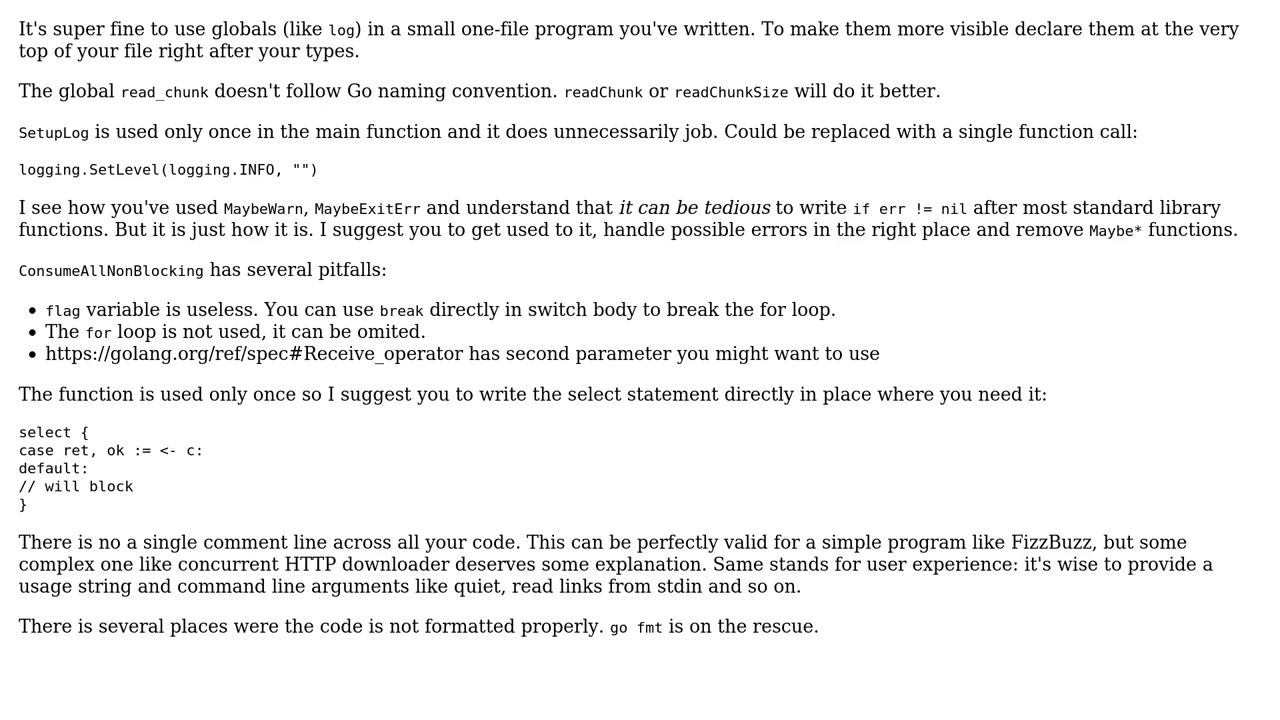 It's super fine to use globals (like log) in a small one-file program you've written. To make them more visible declare them at the very
top of your file right after your types.
The global read_chunk doesn't follow Go naming convention. readChunk or readChunkSize will do it better.
SetupLog is used only once in the main function and it does unnecessarily job. Could be replaced with a single function call:
logging.SetLevel(logging.INFO, "")
I see how you've used MaybeWarn, MaybeExitErr and understand that it can be tedious to write if err != nil after most standard library
functions. But it is just how it is. I suggest you to get used to it, handle possible errors in the right place and remove Maybe* functions.
ConsumeAllNonBlocking has several pitfalls:
• flag variable is useless. You can use break directly in switch body to break the for loop.
• The for loop is not used, it can be omited.
• https://golang.org/ref/spec#Receive_operator has second parameter you might want to use
The function is used only once so I suggest you to write the select statement directly in place where you need it:
select {
case ret, ok := <- c:
default:
// will block
}
There is no a single comment line across all your code. This can be perfectly valid for a simple program like FizzBuzz, but some
complex one like concurrent HTTP downloader deserves some explanation. Same stands for user experience: it's wise to provide a
usage string and command line arguments like quiet, read links from stdin and so on.
There is several places were the code is not formatted properly. go fmt is on the rescue.